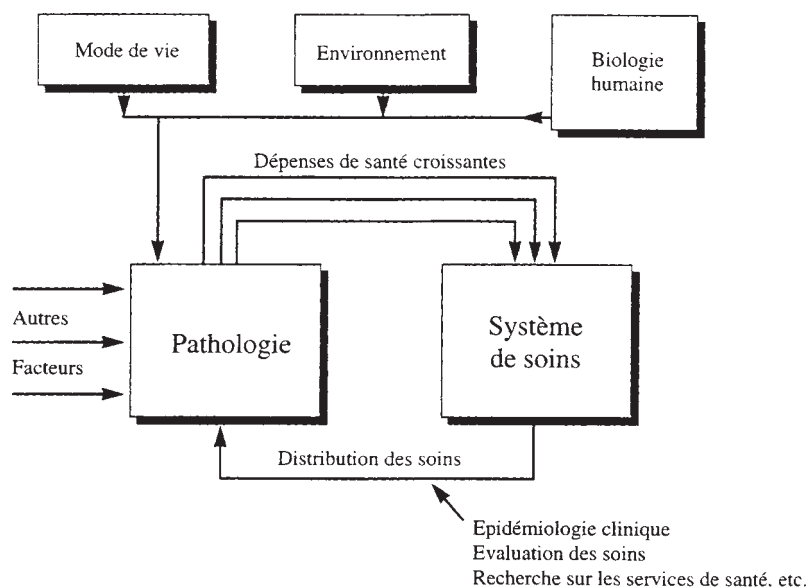 Mode de vie
Environnement
Biologie
humaine
Dépenses de santé croissantes
Autres
Facteurs
Pathologie
Système
de soins
Distribution des soins
Epidémiologie clinique
Evaluation des soins
Recherche sur les services de santé, etc.